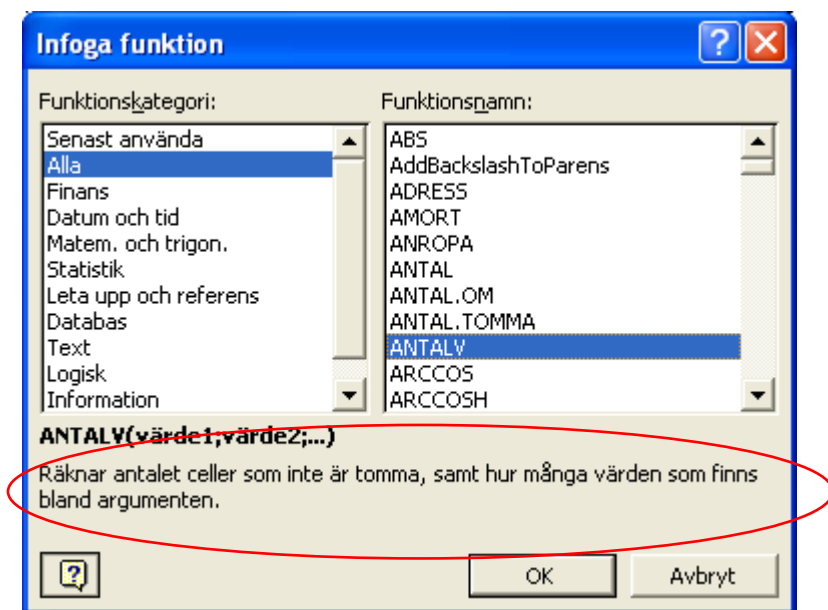 Infoga funktion
Funktionskategori:
Senast använda
Alla
Finans
Datum och tid
Matem. och trigon.
Statistik
Leta upp och referens
Databas
Text
Logisk
Information
Funktionsnamn:
ABS
AddBackslashToParens
ADRESS
AMORT
ANROPA
ANTAL
ANTAL.OM
ANTAL.TOMMA
ANTALV
ARCCOS
ARCCOSH
ANTALV(värde1;värde2;...)
Räknar antalet celler som inte är tomma, samt hur många värden som finns
bland argumenten.
OK
Avbryt